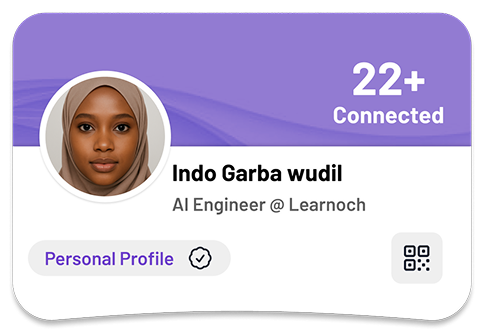 22+
Connected
Indo Garba wudil
AI Engineer @ Learnoch
Personal Profile